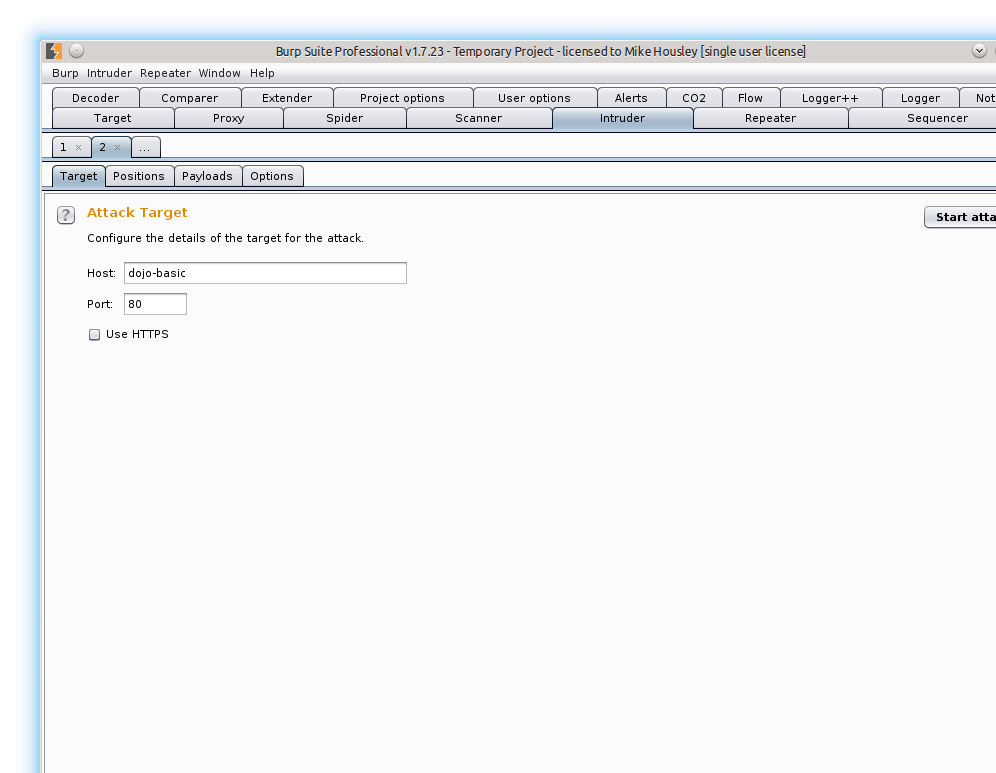 Burp Suite Professional v1.7.23 - Temporary Project - licensed to Mike Housley [single user license]
Burp Intruder Repeater Window Help
Decoder Comparer Extender Project options User options Alerts CO2 Flow Logger++ Logger Not
Target Proxy Spider Scanner Intruder Repeater Sequencer
1 × 2 × ...
Target Positions Payloads Options
? Attack Target
Start atta
Configure the details of the target for the attack.
Host: dojo-basic
Port: 80
Use HTTPS